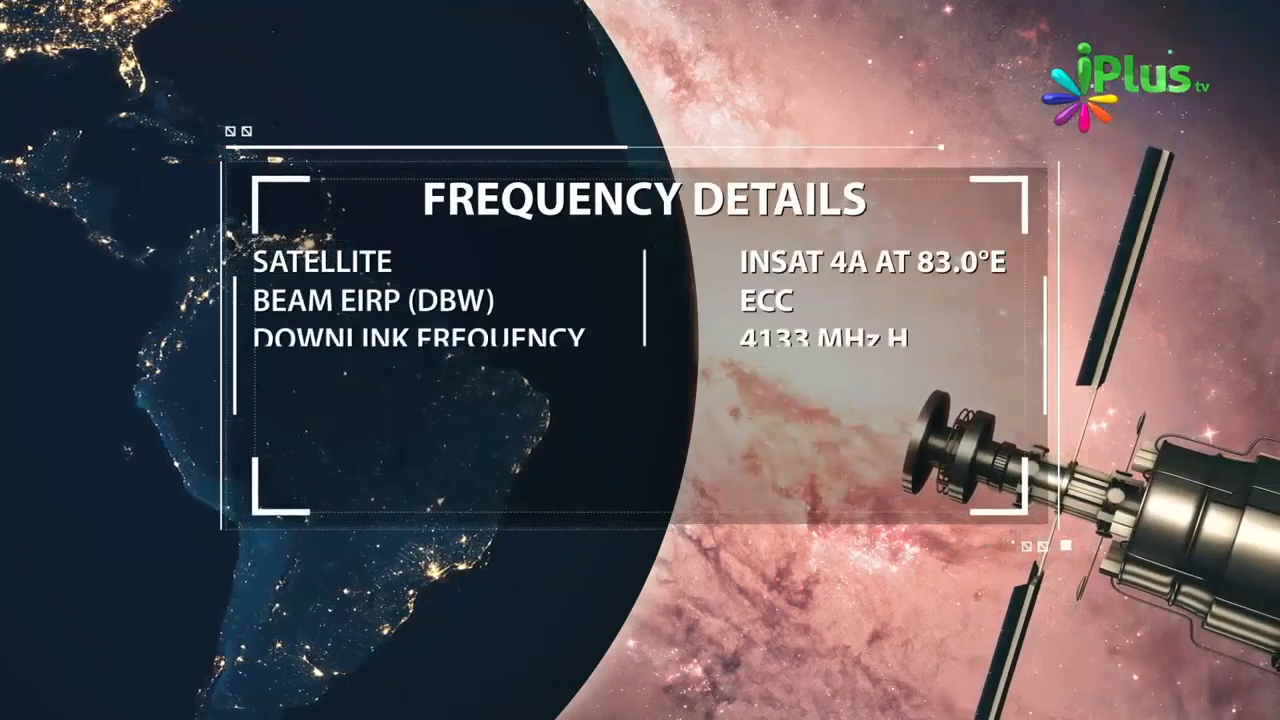 iPlus tv
FREQUENCY DETAILS
SATELLITE INSAT 4A AT 83.0°E
BEAM EIRP (DBW) ECC
DOWNLINK FREQUENCY 4133 MHz H